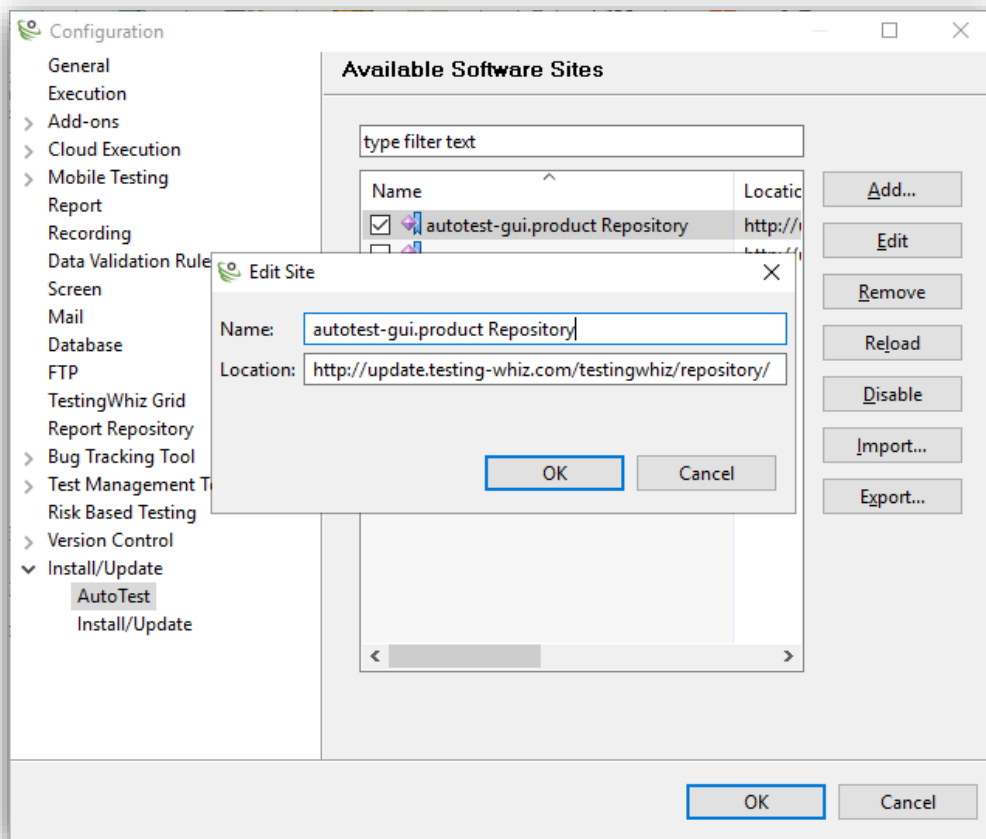 Configuration
General
Execution
Add-ons
Cloud Execution
Mobile Testing
Report
Recording
Data Validation Rule
Screen
Mail
Database
FTP
TestingWhiz Grid
Report Repository
Bug Tracking Tool
Test Management T
Risk Based Testing
Version Control
Install/Update
AutoTest
Install/Update
Available Software Sites
type filter text
Name Locatic
autotest-gui.product Repository http://
Add...
Edit
Remove
Reload
Disable
Import...
Export...
Edit Site
Name: autotest-gui.product Repository
Location: http://update.testing-whiz.com/testingwhiz/repository/
OK Cancel
OK Cancel